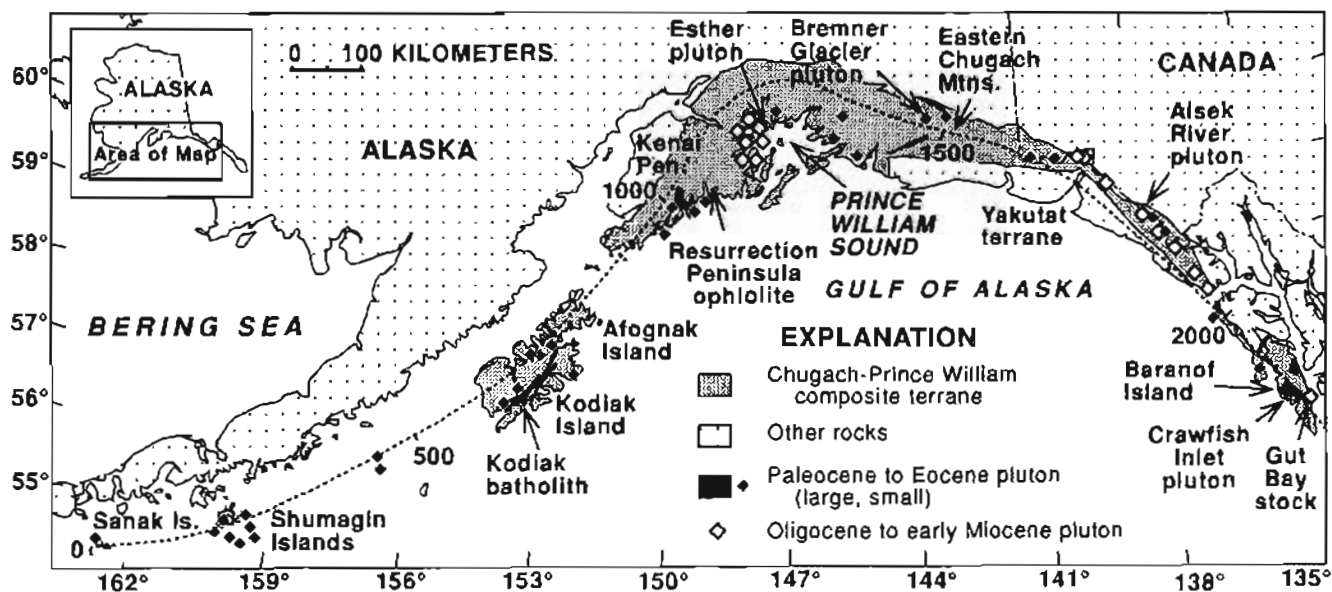 ALASKA
Area of Map
0 100 KILOMETERS
Esther
pluton
Bremner
Glacier
pluton
Eastern
Chugach
Mtns.
CANADA
Alsek
River
pluton
ALASKA
Kenai
Pen.
1000
1500
Resurrection
Peninsula
ophiolite
PRINCE
WILLIAM
SOUND
Yakutat
terrane
GULF OF ALASKA
BERING SEA
Afognak
Island
Kodiak
Island
Kodiak
batholith
500
Sanak Is.
0
Shumagin
Islands
2000
Baranof
Island
Crawfish
Inlet
pluton
Gut
Bay
stock
EXPLANATION
Chugach-Prince William
composite terrane
Other rocks
Paleocene to Eocene pluton
(large, small)
Oligocene to early Miocene pluton
60°
59°
58°
57°
56°
55°
162° 159° 156° 153° 150° 147° 144° 141° 138° 135°